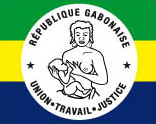 RÉPUBLIQUE GABONAISE
UNION • TRAVAIL • JUSTICE